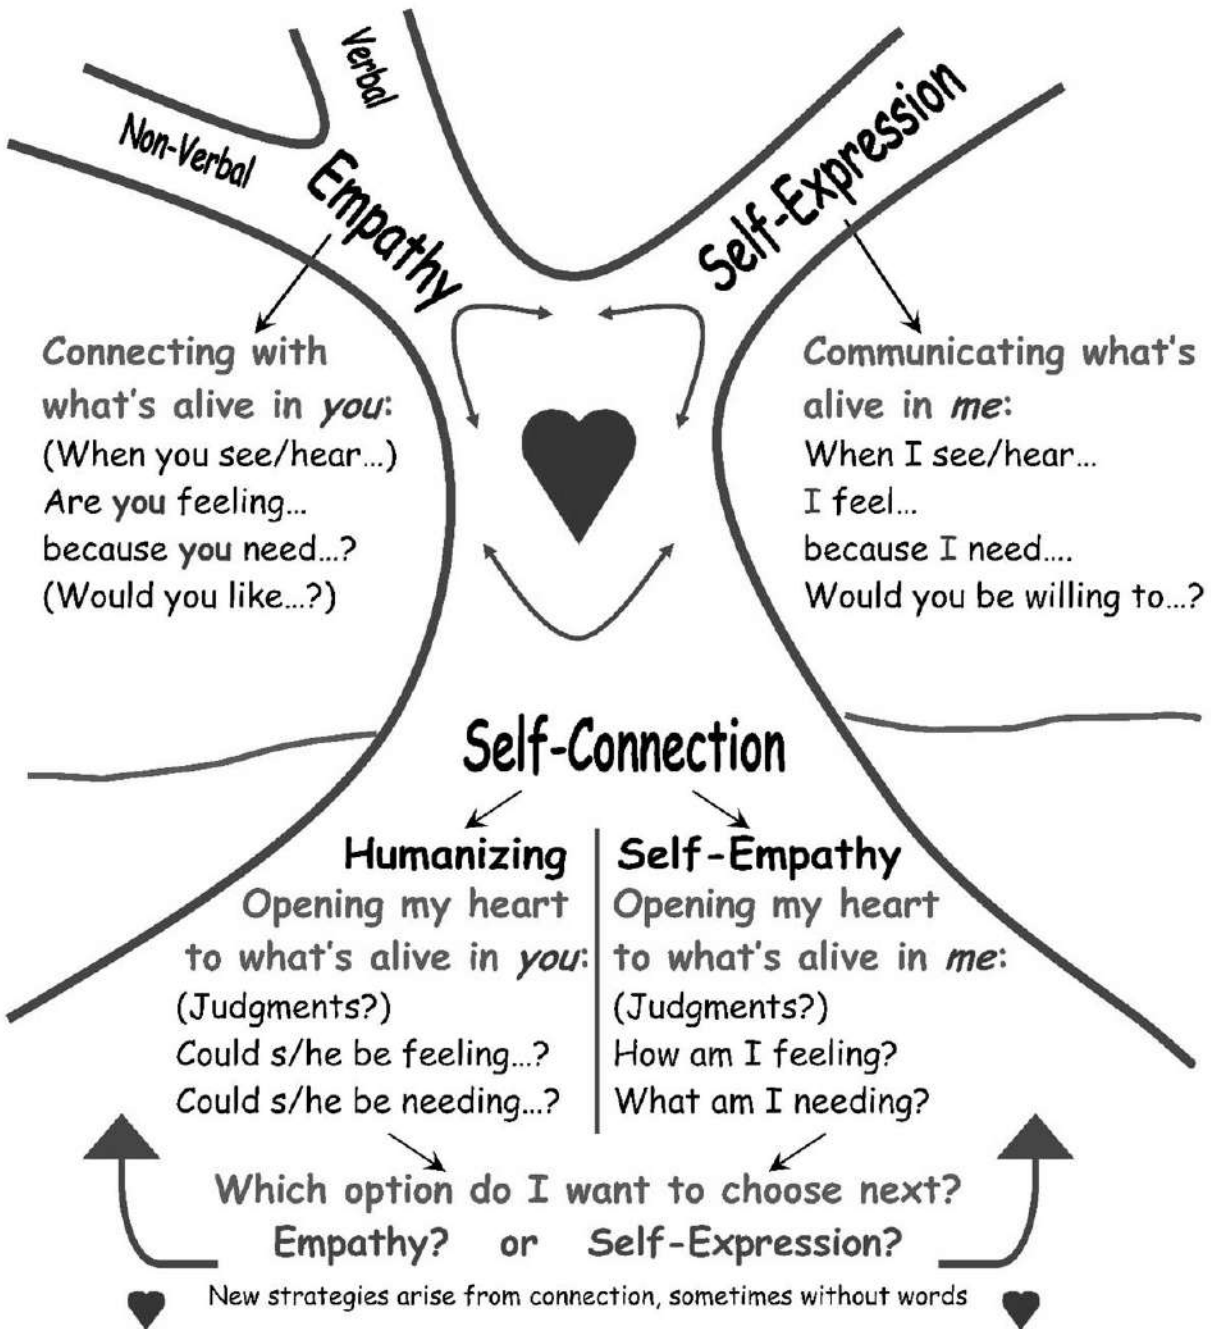 Verbal
Non-Verbal
Empathy
Self-Expression
Connecting with
what's alive in you:
(When you see/hear...)
Are you feeling...
because you need...?
(Would you like...?)
Communicating what's
alive in me:
When I see/hear...
I feel...
because I need....
Would you be willing to...?
Self-Connection
Humanizing
Opening my heart
to what's alive in you:
(Judgments?)
Could s/he be feeling...?
Could s/he be needing...?
Self-Empathy
Opening my heart
to what's alive in me:
(Judgments?)
How am I feeling?
What am I needing?
Which option do I want to choose next?
Empathy? or Self-Expression?
New strategies arise from connection, sometimes without words